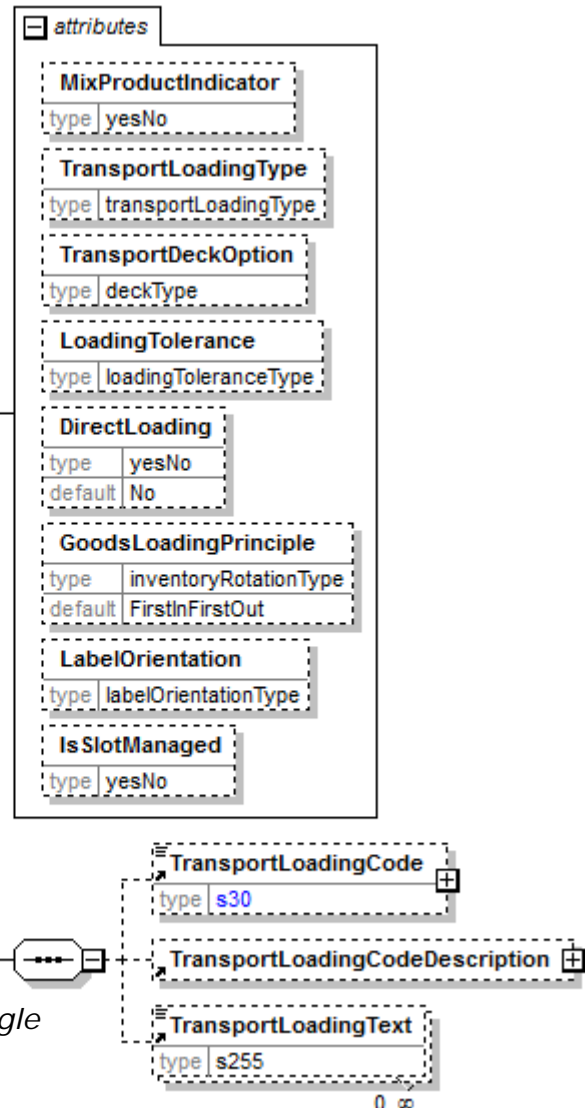 attributes
MixProductIndicator
type yesNo
TransportLoadingType
type transportLoadingType
TransportDeckOption
type deckType
LoadingTolerance
type loadingToleranceType
DirectLoading
type yesNo
default No
GoodsLoadingPrinciple
type inventoryRotationType
default FirstInFirstOut
LabelOrientation
type labelOrientationType
IsSlotManaged
type yesNo
TransportLoadingCode
type s30
TransportLoadingCodeDescription
gle
TransportLoadingText
type s255
0 ∞